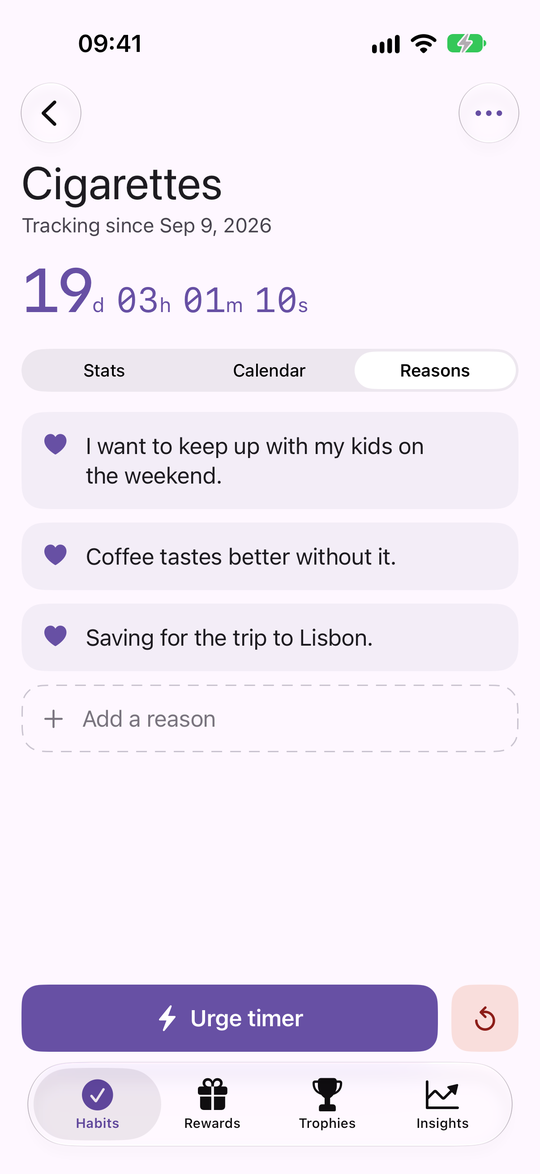 09:41
Cigarettes
Tracking since Sep 9, 2026
19d 03h 01m 10s
Stats
Calendar
Reasons
I want to keep up with my kids on
the weekend.
Coffee tastes better without it.
Saving for the trip to Lisbon.
Add a reason
Urge timer
Habits
Rewards
Trophies
Insights